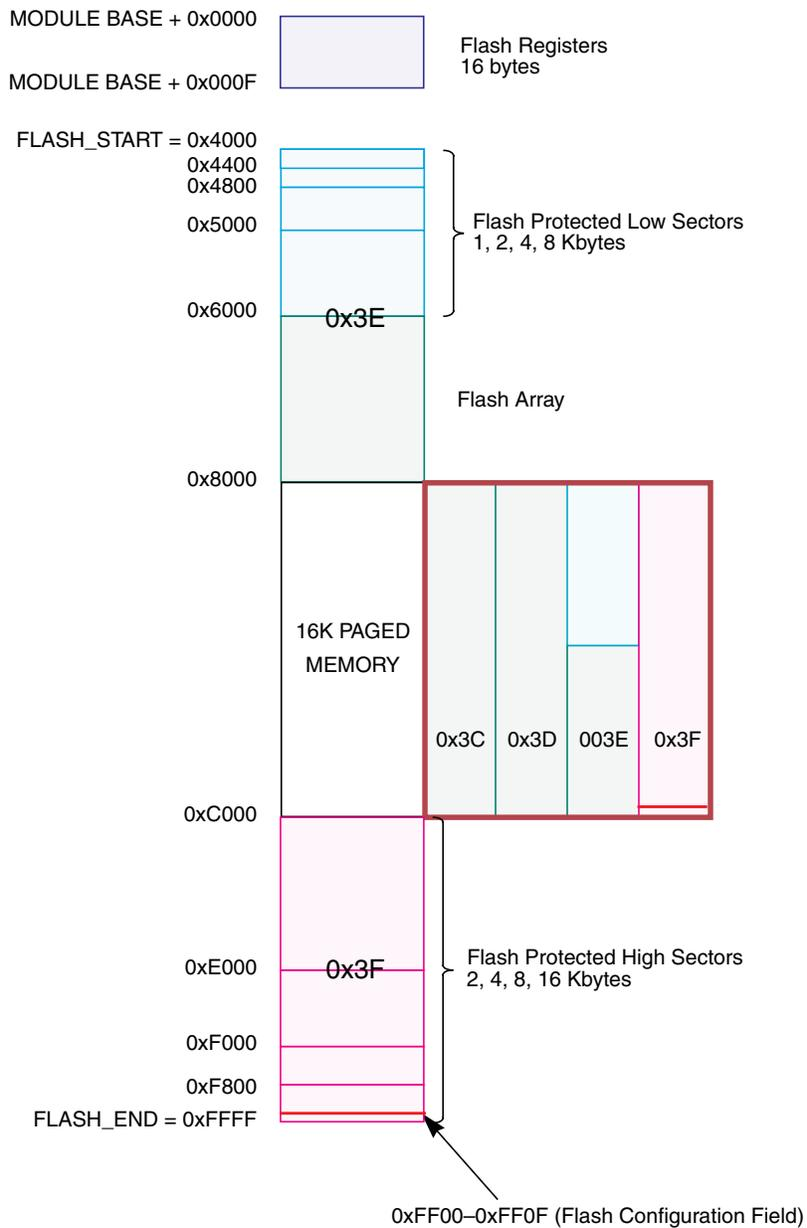 MODULE BASE + 0x0000
Flash Registers
16 bytes
MODULE BASE + 0x000F
FLASH_START = 0x4000
0x4400
0x4800
0x5000
Flash Protected Low Sectors
1, 2, 4, 8 Kbytes
0x6000
0x3E
Flash Array
0x8000
16K PAGED
MEMORY
0x3C
0x3D
003E
0x3F
0xC000
Flash Protected High Sectors
2, 4, 8, 16 Kbytes
0xE000
0x3F
0xF000
0xF800
FLASH_END = 0xFFFF
0xFF00–0xFF0F (Flash Configuration Field)